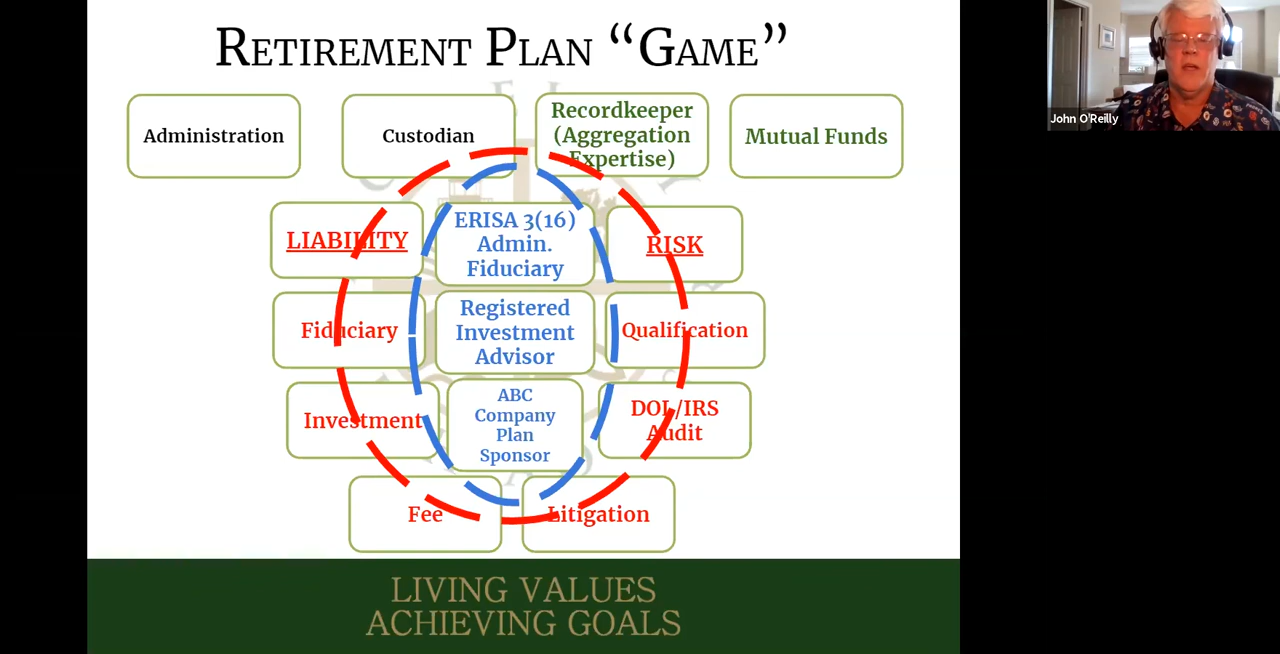 RETIREMENT PLAN “GAME”
Administration
Custodian
Recordkeeper
(Aggregation
Expertise)
Mutual Funds
LIABILITY
ERISA 3(16)
Admin.
Fiduciary
RISK
Fiduciary
Registered
Investment
Advisor
Qualification
Investment
ABC
Company
Plan
Sponsor
DOL/IRS
Audit
Fee
Litigation
LIVING VALUES
ACHIEVING GOALS
John O'Reilly